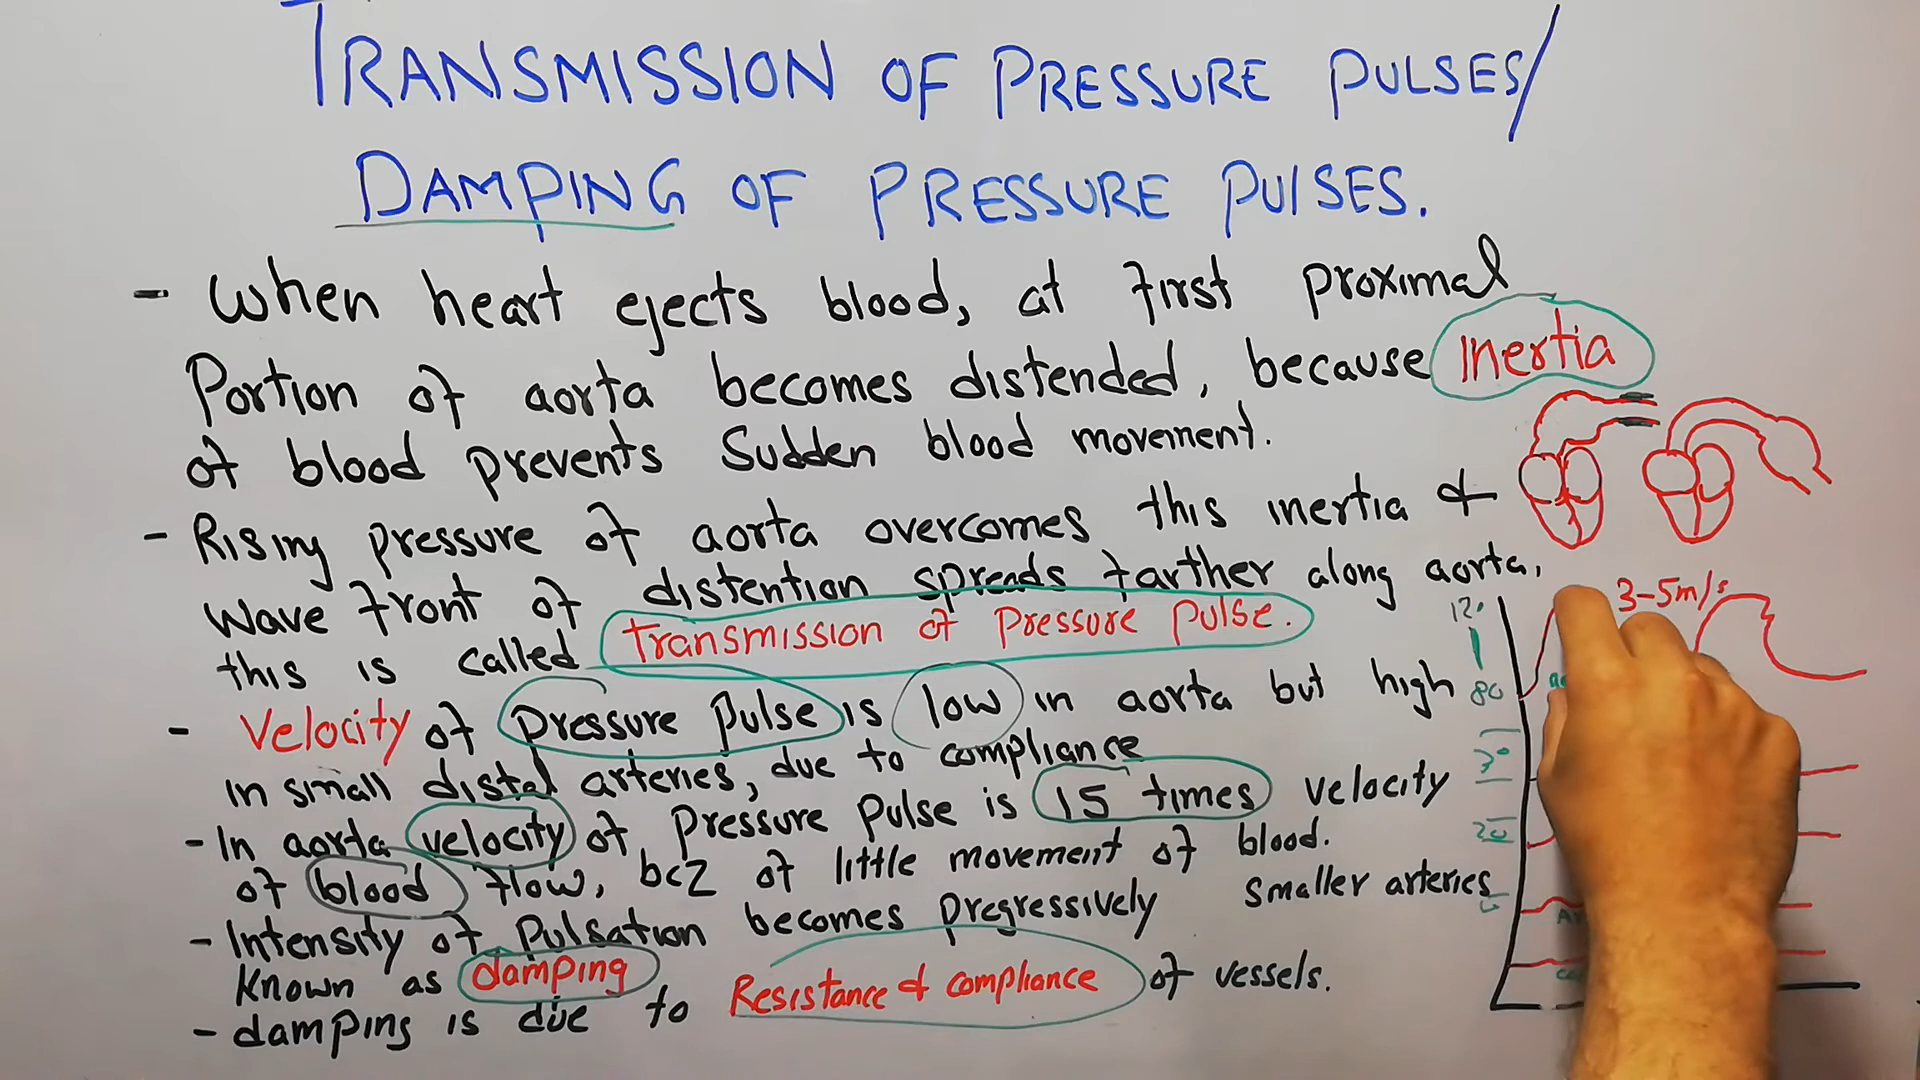 TRANSMISSION OF PRESSURE PULSES/
DAMPING OF PRESSURE PULSES.
- When heart ejects blood, at first proximal
Portion of aorta becomes distended, because Inertia
of blood prevents Sudden blood movement.
- Rising pressure of aorta overcomes this inertia &
wave front of distention spreads farther along aorta,
this is called Transmission of Pressure Pulse.
- Velocity of pressure pulse is low in aorta but high
in small distal arteries, due to compliance
- In aorta velocity of pressure pulse is 15 times velocity
of blood flow, bcz of little movement of blood.
- Intensity of Pulsation becomes pregressively smaller arteries
Known as damping
- damping is due to Resistance & compliance of vessels.
3-5m/s
120
80
30
20